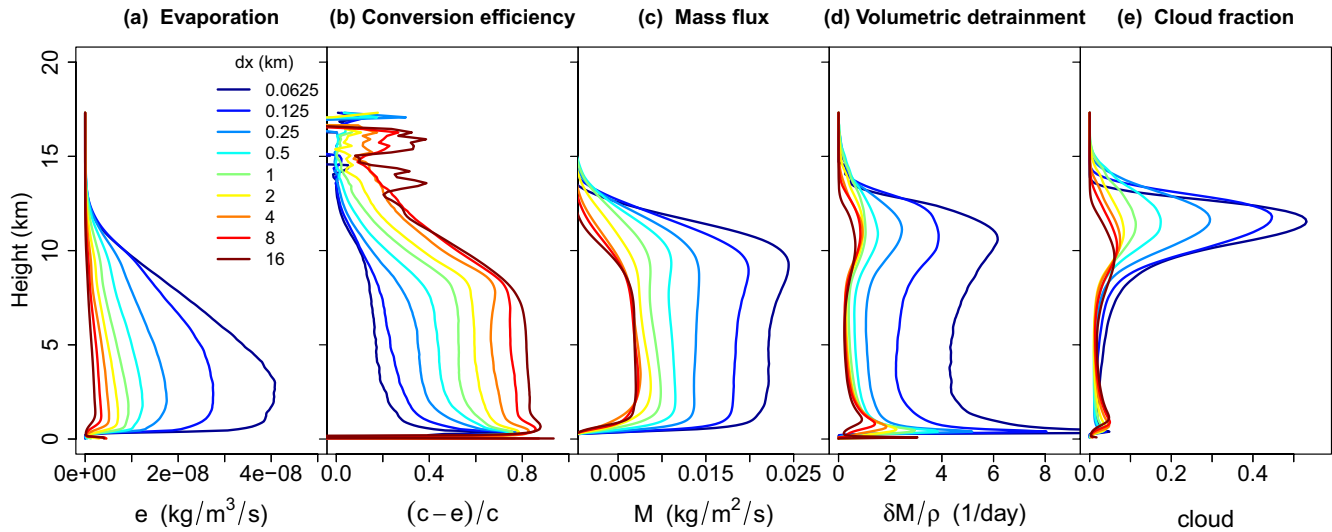 (a) Evaporation
(b) Conversion efficiency
(c) Mass flux
(d) Volumetric detrainment
(e) Cloud fraction
dx (km)
0.0625
0.125
0.25
0.5
1
2
4
8
16
Height (km)
20
15
10
5
0
0e+00 2e-08 4e-08
0.0 0.4 0.8
0.005 0.015 0.025
0 2 4 6 8
0.0 0.2 0.4
e (kg/m³/s)
(c−e)/c
M (kg/m²/s)
δM/ρ (1/day)
cloud